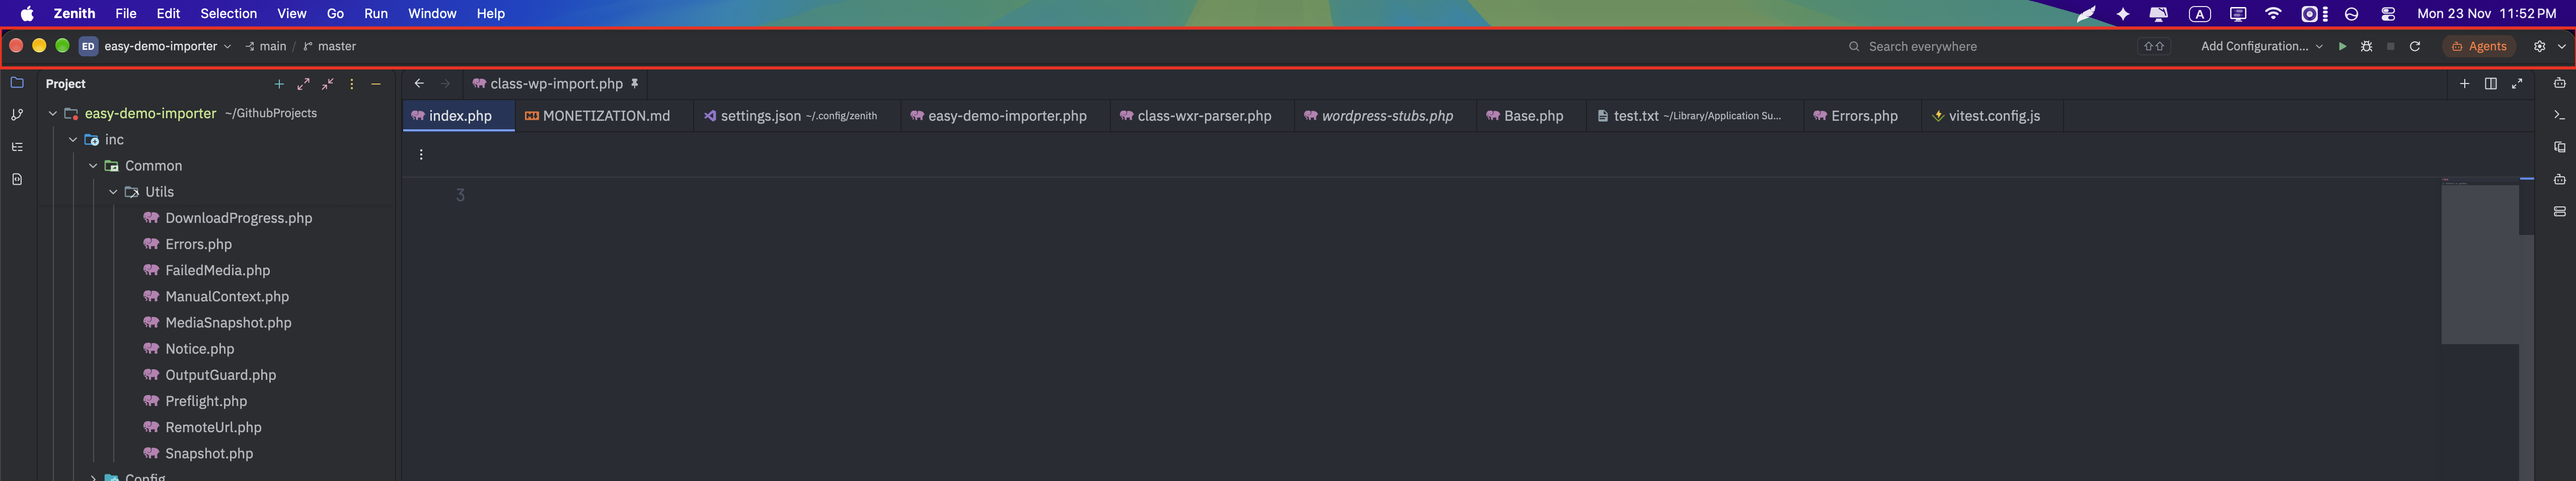 Zenith File Edit Selection View Go Run Window Help A Mon 23 Nov 11:52 PM
ED easy-demo-importer main / master Search everywhere Add Configuration... Agents
Project
class-wp-import.php
easy-demo-importer ~/GithubProjects
index.php MONETIZATION.md settings.json ~/.config/zenith easy-demo-importer.php class-wxr-parser.php wordpress-stubs.php Base.php test.txt ~/Library/Application Su... Errors.php vitest.config.js
inc
Common
Utils
3
DownloadProgress.php
Errors.php
FailedMedia.php
ManualContext.php
MediaSnapshot.php
Notice.php
OutputGuard.php
Preflight.php
RemoteUrl.php
Snapshot.php
Config